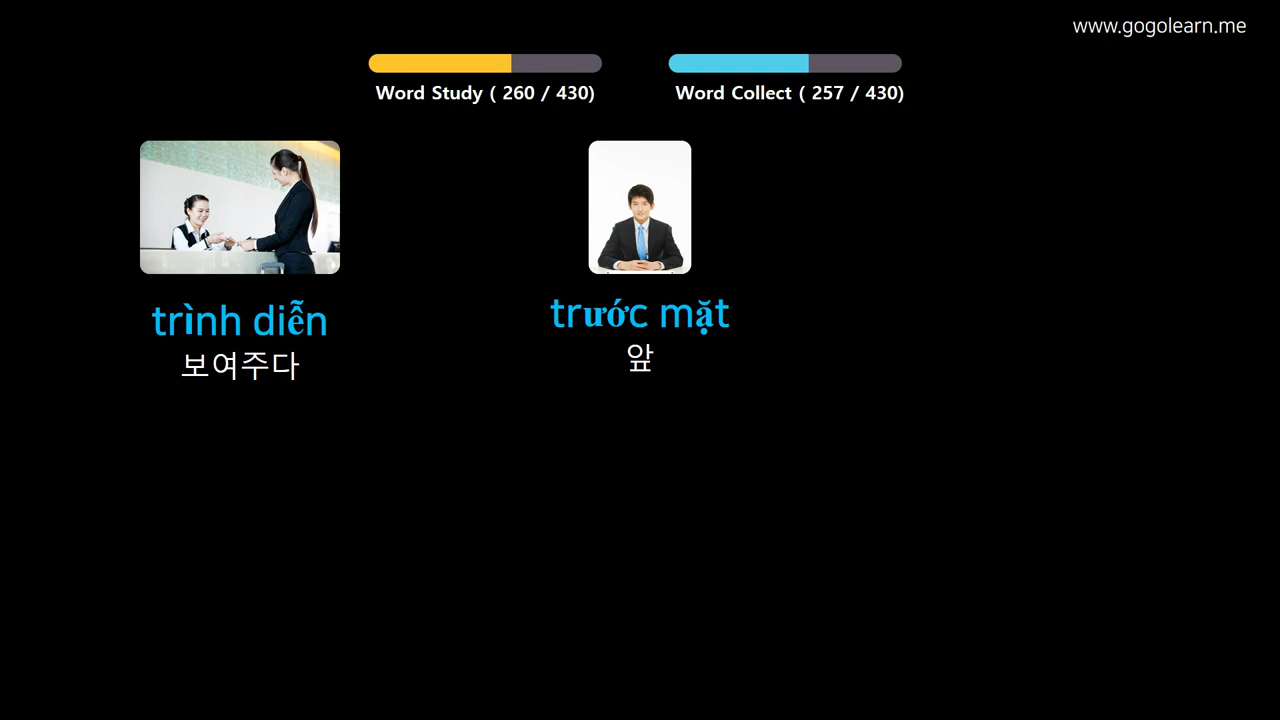 www.gogolearn.me
Word Study ( 260 / 430)
Word Collect ( 257 / 430)
trình diễn
보여주다
trước mặt
앞